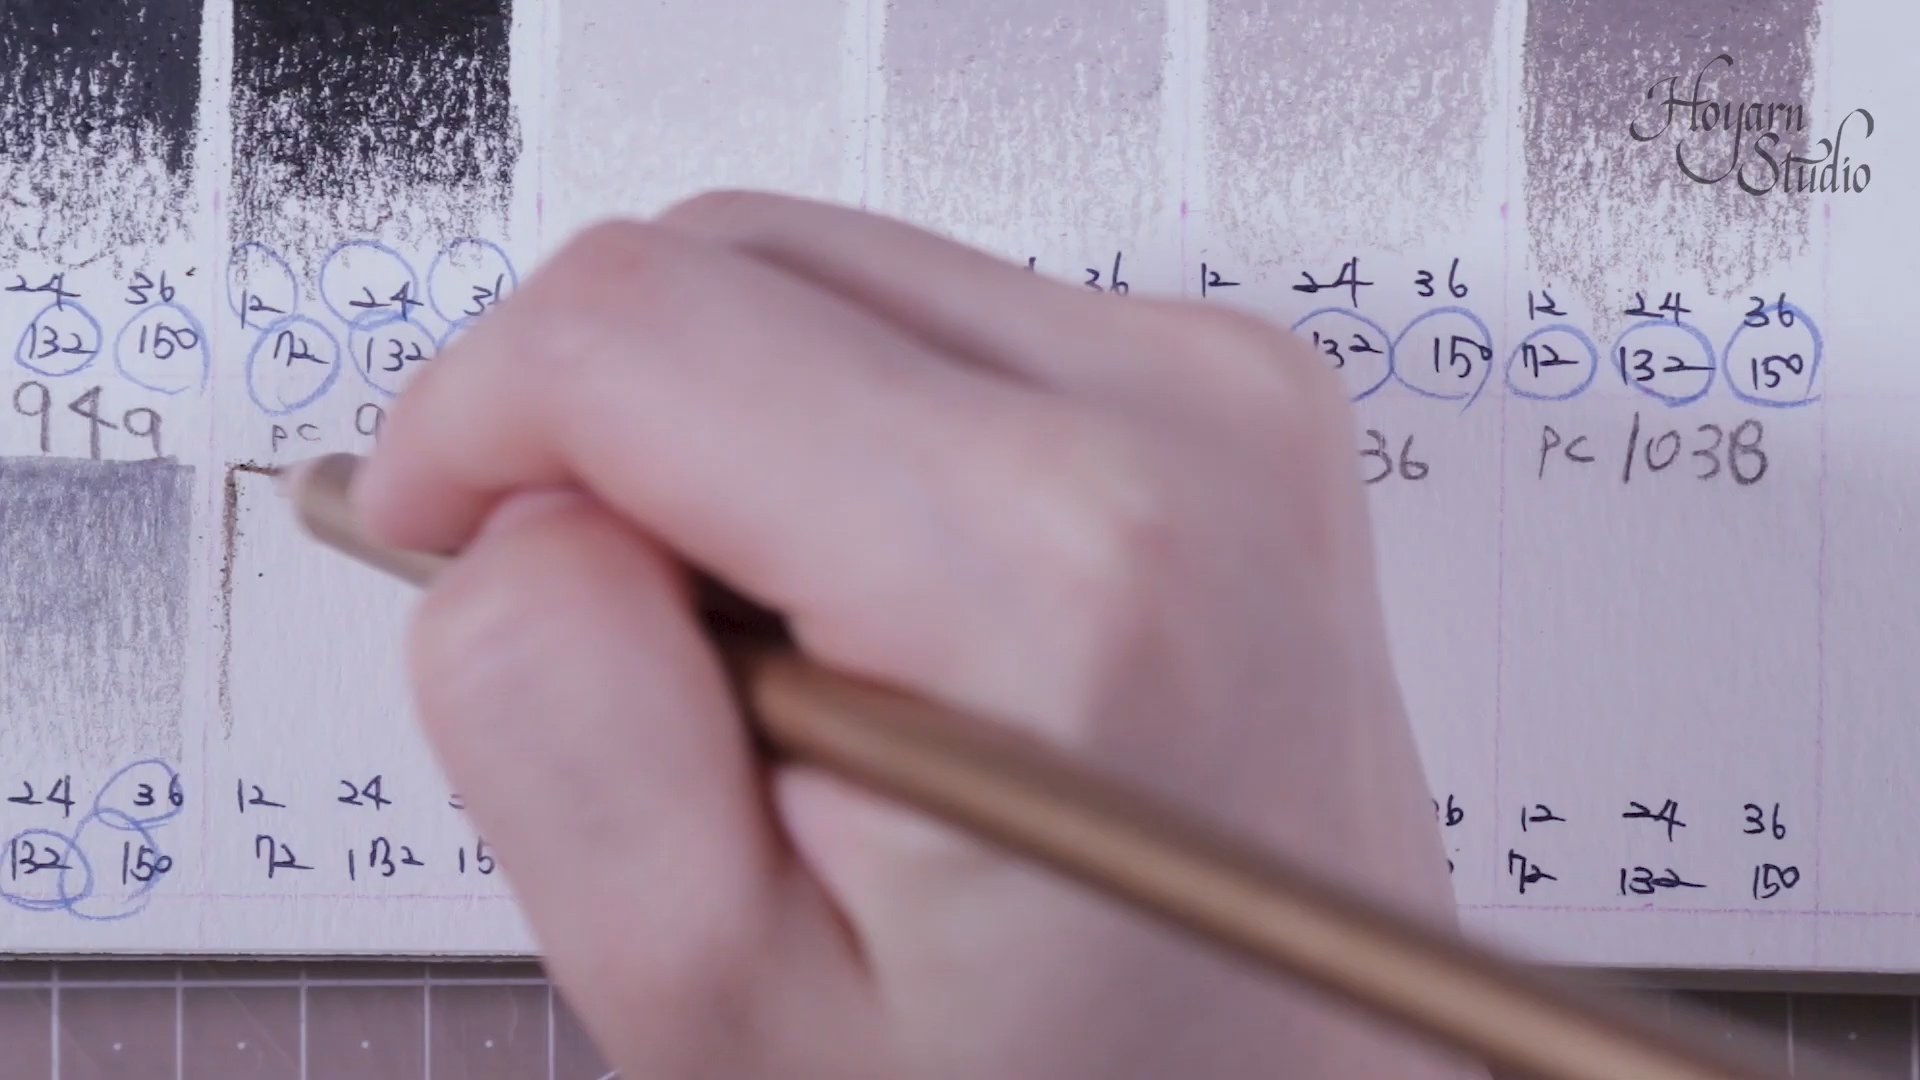 Hoyarn
Studio
24 36 12 24 36 36 12 24 36 12 24 36
132 150 72 132 132 150 72 132 150
949 PC 9 36 PC 1038
24 36 12 24 12 24 36
132 150 72 132 15 72 132 150